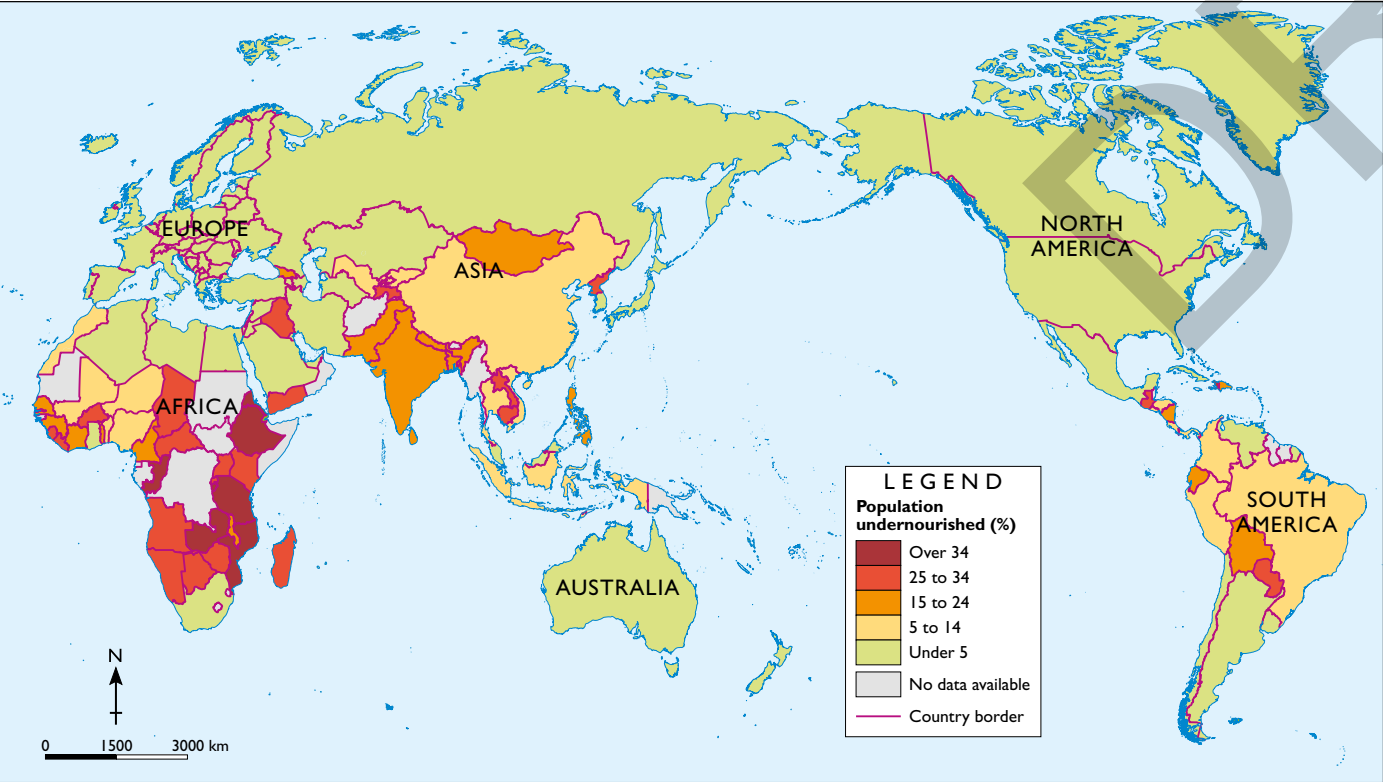 EUROPE
ASIA
NORTH
AMERICA
AFRICA
SOUTH
AMERICA
AUSTRALIA
LEGEND
Population
undernourished (%)
Over 34
25 to 34
15 to 24
5 to 14
Under 5
No data available
Country border
N
0 1500 3000 km